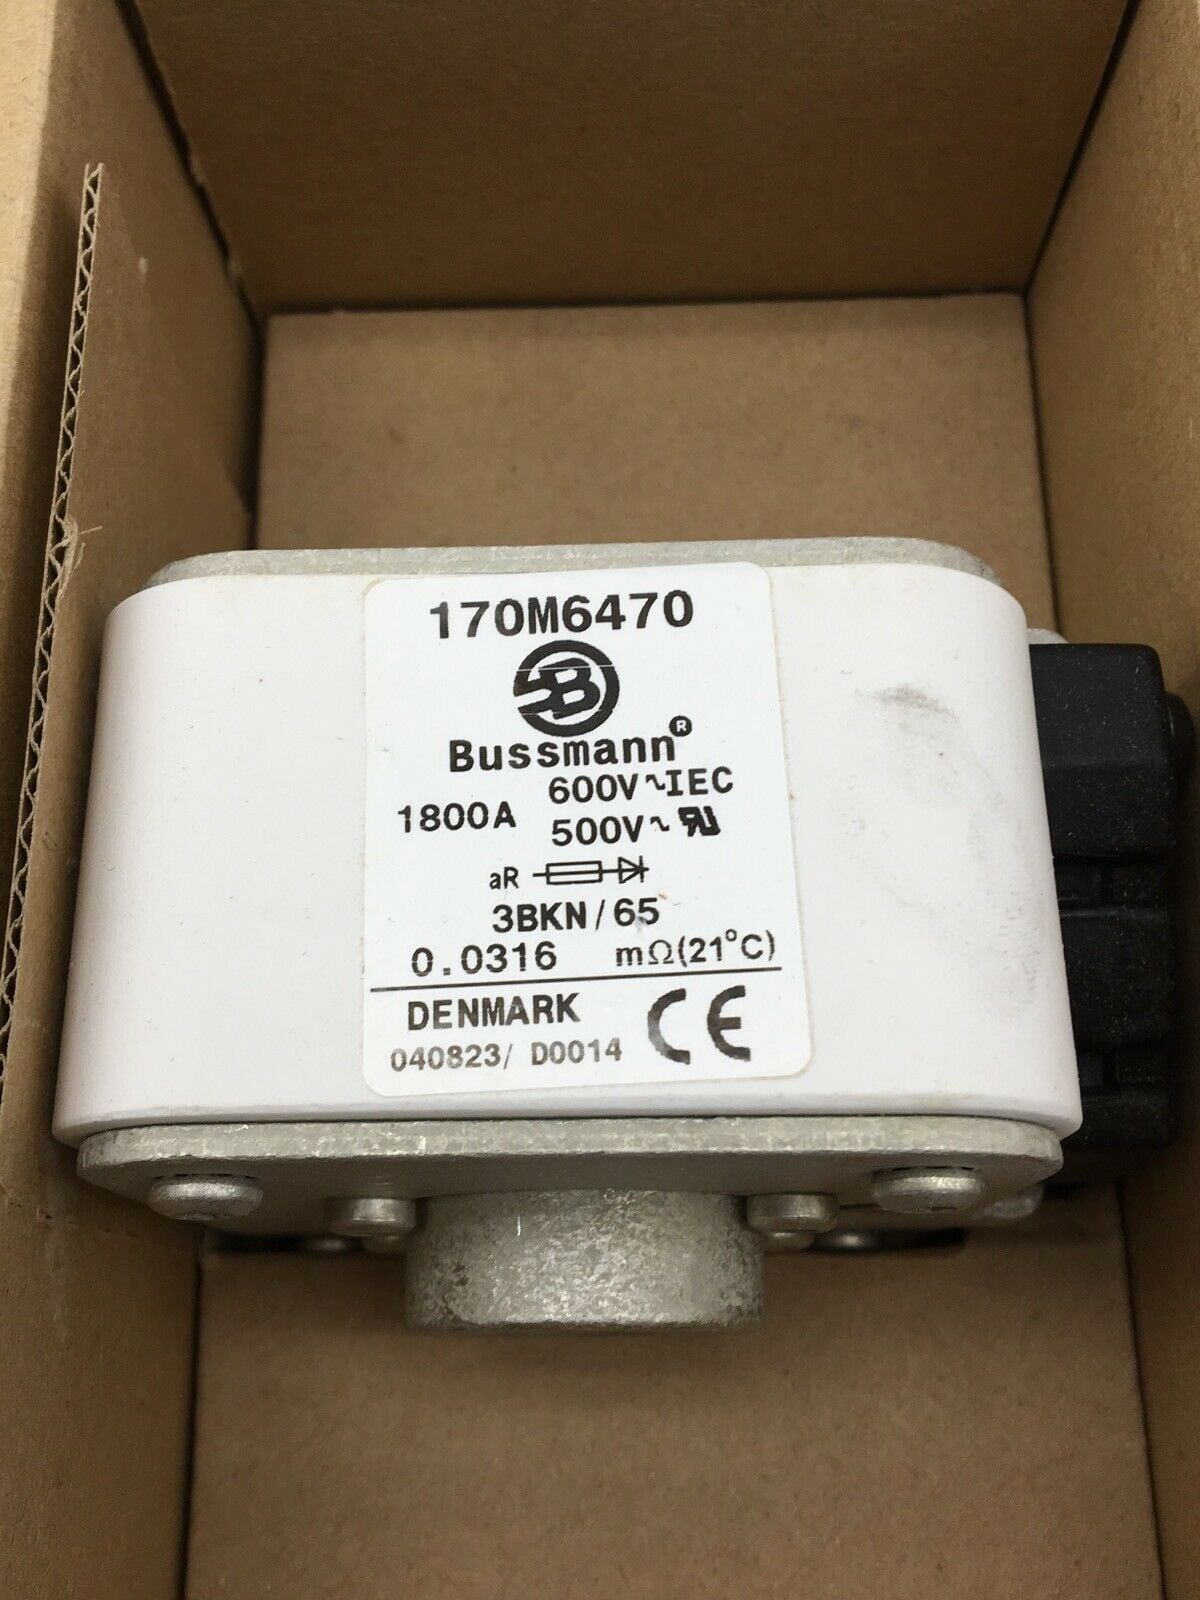 170M6470
B
Bussmann®
600V~IEC
1800A
500V~
aR
3BKN/65
0.0316 mΩ(21°C)
DENMARK
040823/ D0014
CE